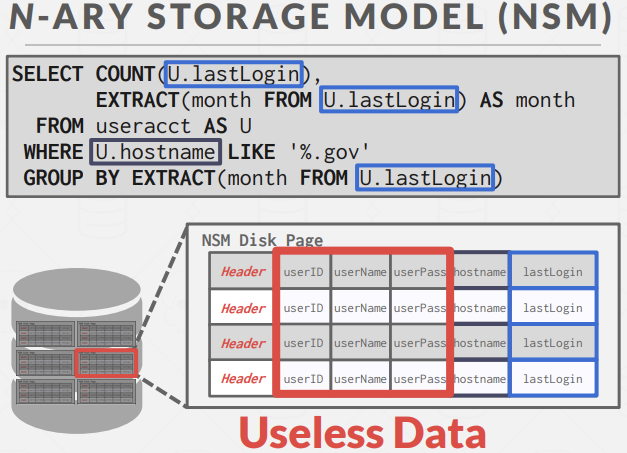 N-ARY STORAGE MODEL (NSM)
SELECT COUNT(U.lastLogin),
EXTRACT(month FROM U.lastLogin) AS month
FROM useracct AS U
WHERE U.hostname LIKE '%.gov'
GROUP BY EXTRACT(month FROM U.lastLogin)
NSM Disk Page
Header userID userName userPass hostname lastLogin
Header userID userName userPass hostname lastLogin
Header userID userName userPass hostname lastLogin
Header userID userName userPass hostname lastLogin
Useless Data